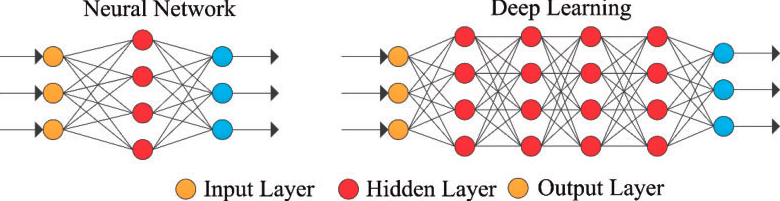 Neural Network
Deep Learning
Input Layer
Hidden Layer
Output Layer